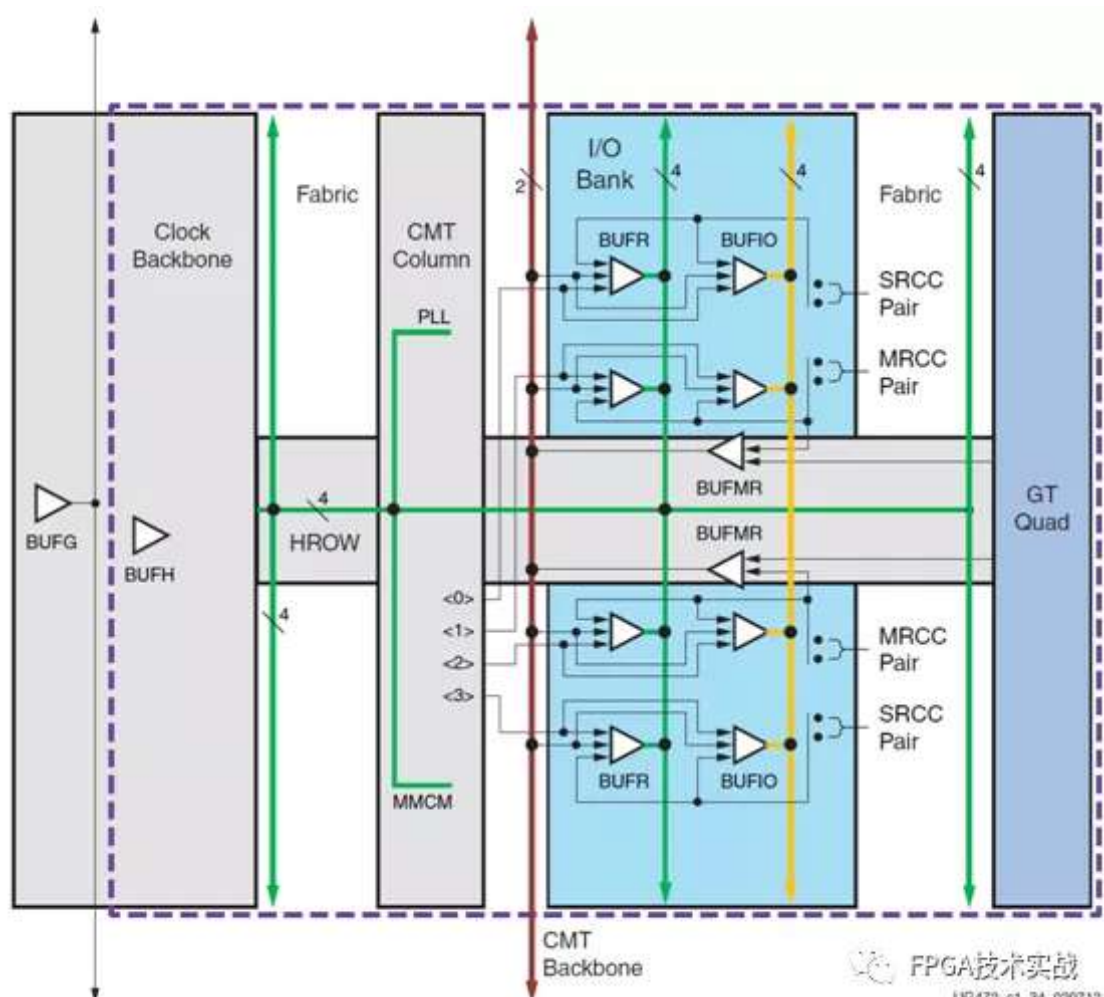 I/O
Bank
2
4
4
4
Fabric
Fabric
Clock
Backbone
CMT
Column
BUFR
BUFIO
SRCC
Pair
PLL
MRCC
Pair
BUFMR
4
HROW
BUFG
BUFH
BUFMR
GT
Quad
4
<0>
<1>
<2>
<3>
MRCC
Pair
SRCC
Pair
BUFR
BUFIO
MMCM
CMT
Backbone
FPGA技术实战